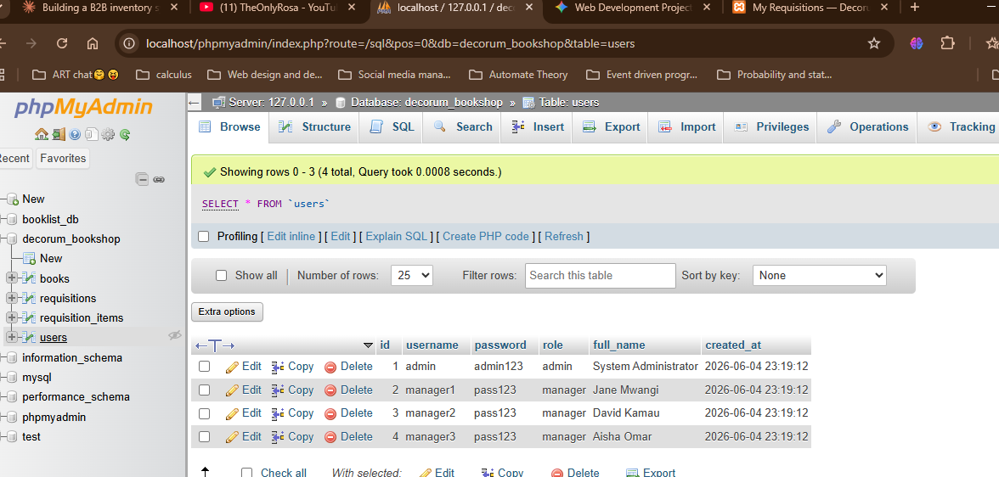 Building a B2B inventory s
(11) TheOnlyRosa - YouTu
localhost / 127.0.0.1 / deco
Web Development Project
My Requisitions — Decoru
localhost/phpmyadmin/index.php?route=/sql&pos=0&db=decorum_bookshop&table=users
ART chat🤗😝
calculus
Web design and de...
Social media mana...
Automate Theory
Event driven progr...
Probability and stat...
phpMyAdmin
Recent
Favorites
New
booklist_db
decorum_bookshop
New
books
requisitions
requisition_items
users
information_schema
mysql
performance_schema
phpmyadmin
test
Server: 127.0.0.1 » Database: decorum_bookshop » Table: users
Browse Structure SQL Search Insert Export Import Privileges Operations Tracking
Showing rows 0 - 3 (4 total, Query took 0.0008 seconds.)
SELECT * FROM `users`
Profiling [ Edit inline ] [ Edit ] [ Explain SQL ] [ Create PHP code ] [ Refresh ]
Show all Number of rows: 25 Filter rows: Search this table Sort by key: None
Extra options
id username password role full_name created_at
Edit Copy Delete 1 admin admin123 admin System Administrator 2026-06-04 23:19:12
Edit Copy Delete 2 manager1 pass123 manager Jane Mwangi 2026-06-04 23:19:12
Edit Copy Delete 3 manager2 pass123 manager David Kamau 2026-06-04 23:19:12
Edit Copy Delete 4 manager3 pass123 manager Aisha Omar 2026-06-04 23:19:12
Check all With selected: Edit Copy Delete Export